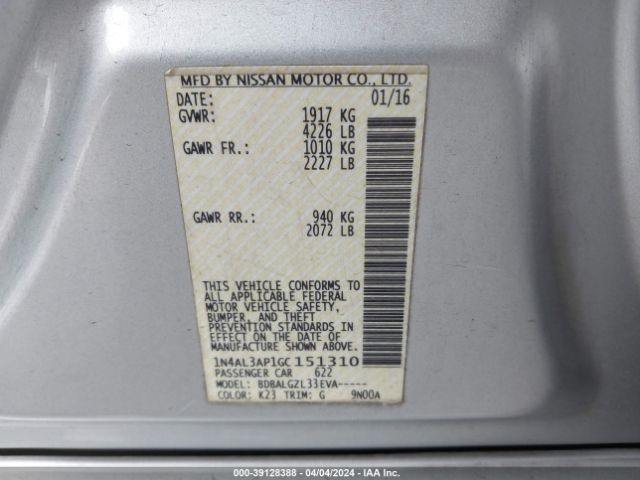 MFD BY NISSAN MOTOR CO., LTD.
DATE: 01/16
GVWR: 1917 KG
4226 LB
GAWR FR.: 1010 KG
2227 LB
GAWR RR.: 940 KG
2072 LB
THIS VEHICLE CONFORMS TO
ALL APPLICABLE FEDERAL
MOTOR VEHICLE SAFETY,
BUMPER, AND THEFT
PREVENTION STANDARDS IN
EFFECT ON THE DATE OF
MANUFACTURE SHOWN ABOVE.
1N4AL3AP1GC151310
PASSENGER CAR 622
MODEL: BDBALGZL33EVA-----
COLOR: K23 TRIM: G 9N00A
000-39128388 - 04/04/2024 - IAA Inc.